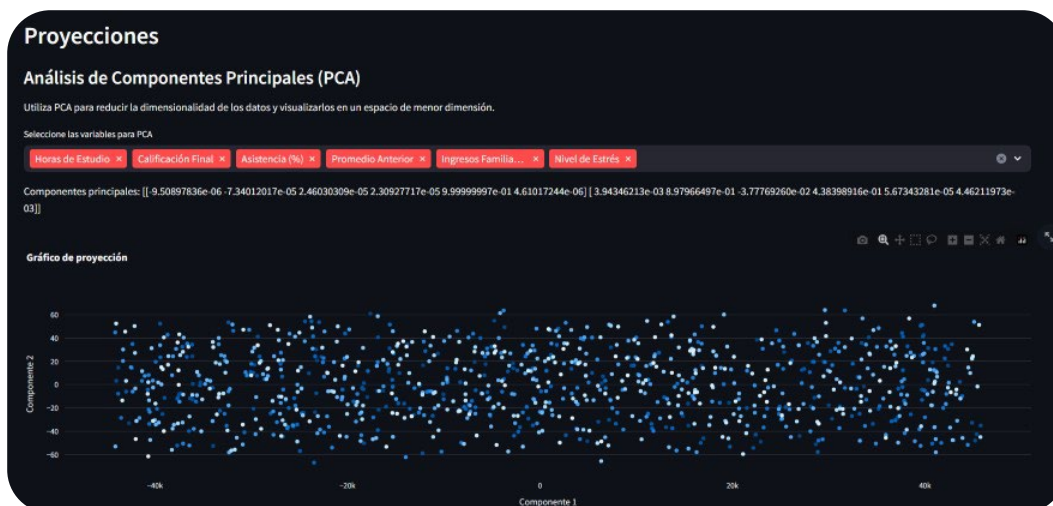 Proyecciones
Análisis de Componentes Principales (PCA)
Utiliza PCA para reducir la dimensionalidad de los datos y visualizarlos en un espacio de menor dimensión.
Seleccione las variables para PCA
Horas de Estudio × Calificación Final × Asistencia (%) × Promedio Anterior × Ingresos Familia... × Nivel de Estrés ×
Componentes principales: [[-9.50897836e-06 -7.34012017e-05 2.46030309e-05 2.30927717e-05 9.99999997e-01 4.61017244e-06] [ 3.94346213e-03 8.97966497e-01 -3.77769260e-02 4.38398916e-01 5.67343281e-05 4.46211973e-
03]]
Gráfico de proyección
60
40
20
0
−20
−40
−60
Componente 2
−40k −20k 0 20k 40k
Componente 1